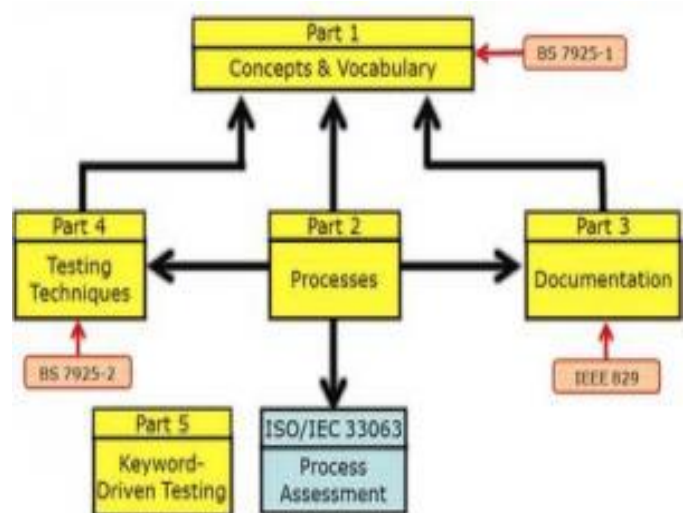 Part 1
Concepts & Vocabulary
BS 7925-1
Part 4
Testing
Techniques
Part 2
Processes
Part 3
Documentation
BS 7925-2
IEEE 829
Part 5
Keyword-
Driven Testing
ISO/IEC 33063
Process
Assessment